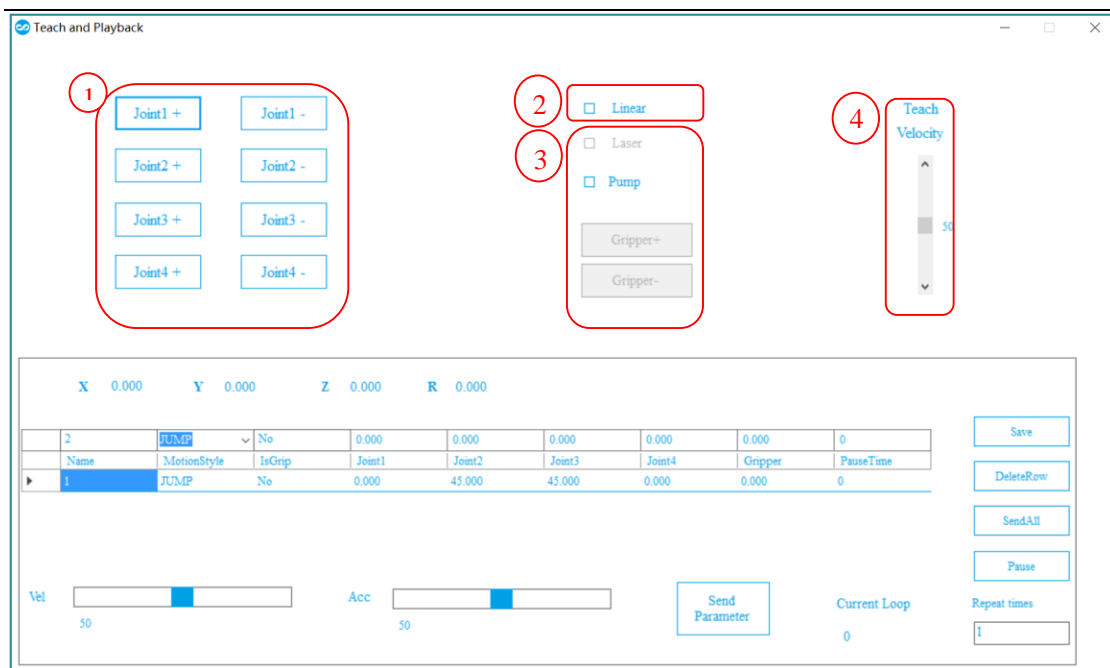 Teach and Playback
1
Joint1 +
Joint1 -
Joint2 +
Joint2 -
Joint3 +
Joint3 -
Joint4 +
Joint4 -
2
Linear
3
Laser
Pump
Gripper+
Gripper-
4
Teach
Velocity
50
X 0.000 Y 0.000 Z 0.000 R 0.000
2 JUMP No 0.000 0.000 0.000 0.000 0.000 0
Name MotionStyle IsGrip Joint1 Joint2 Joint3 Joint4 Gripper PauseTime
1 JUMP No 0.000 45.000 45.000 0.000 0.000 0
Save
DeleteRow
SendAll
Pause
Vel
50
Acc
50
Send
Parameter
Current Loop
0
Repeat times
1